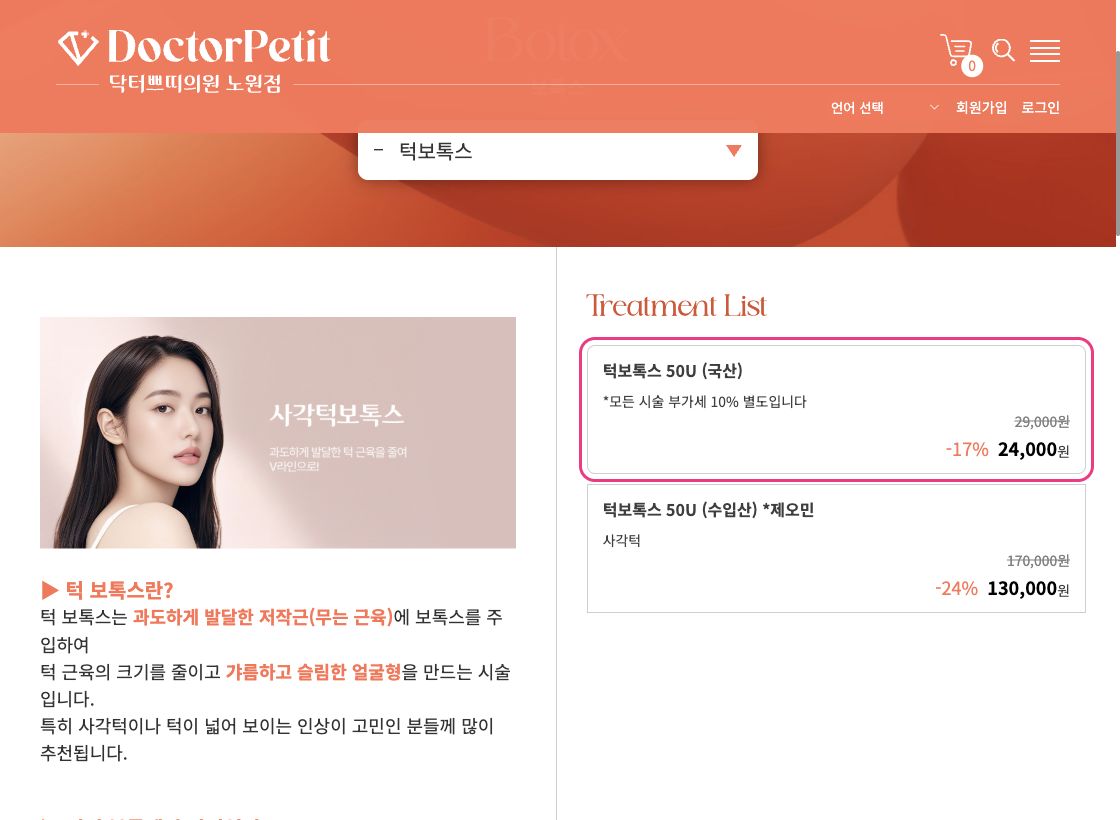 DoctorPetit
닥터쁘띠의원 노원점
Botox
0
언어 선택
회원가입
로그인
– 턱보톡스
사각턱보톡스
과도하게 발달한 턱 근육을 줄여
V라인으로!
▶ 턱 보톡스란?
턱 보톡스는 과도하게 발달한 저작근(무는 근육)에 보톡스를 주
입하여
턱 근육의 크기를 줄이고 갸름하고 슬림한 얼굴형을 만드는 시술
입니다.
특히 사각턱이나 턱이 넓어 보이는 인상이 고민인 분들께 많이
추천됩니다.
Treatment List
턱보톡스 50U (국산)
*모든 시술 부가세 10% 별도입니다
29,000원
-17% 24,000원
턱보톡스 50U (수입산) *제오민
사각턱
170,000원
-24% 130,000원